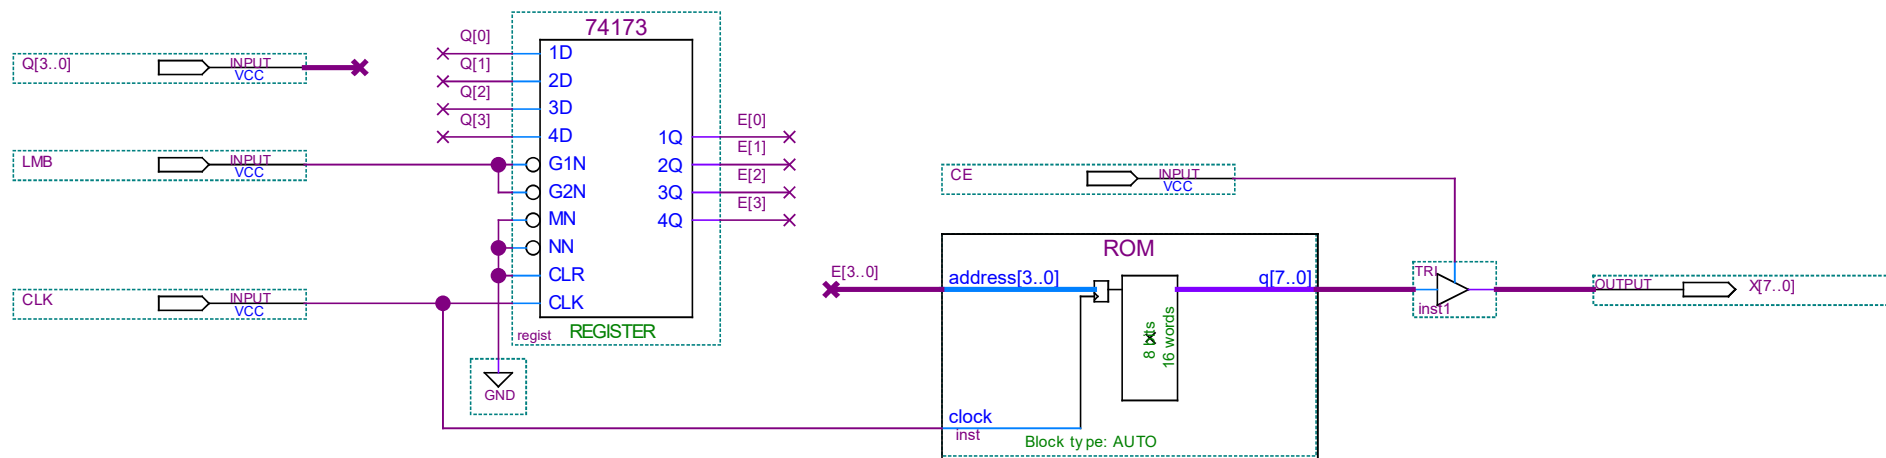 74173
Q[3..0]
INPUT
VCC
Q[0]
Q[1]
Q[2]
Q[3]
1D
2D
3D
4D
G1N
G2N
MN
NN
CLR
CLK
1Q
2Q
3Q
4Q
E[0]
E[1]
E[2]
E[3]
LMB
INPUT
VCC
CE
INPUT
VCC
CLK
INPUT
VCC
regist
REGISTER
GND
ROM
E[3..0]
address[3..0]
q[7..0]
8 bits
16 words
clock
inst
Block type: AUTO
TRI
inst1
OUTPUT
X[7..0]